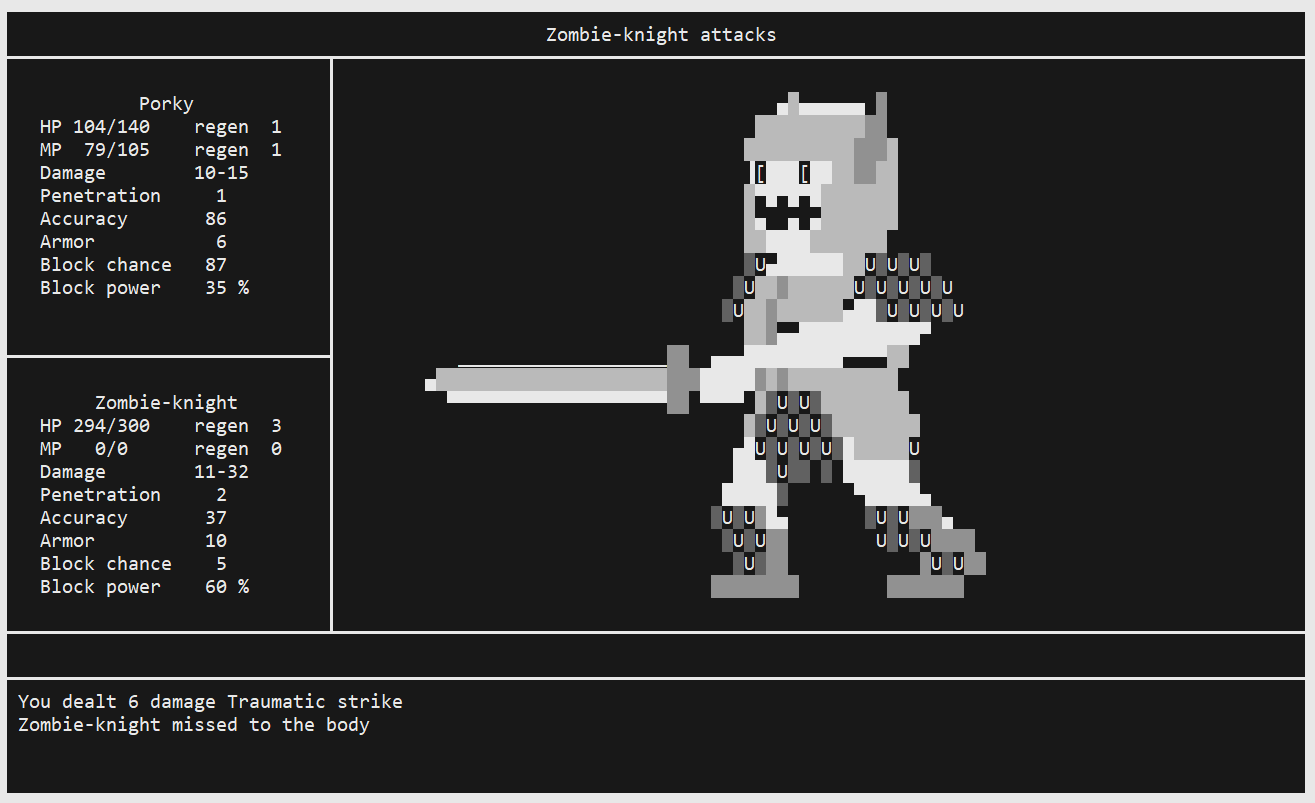 Zombie-knight attacks
Porky
HP 104/140    regen  1
MP  79/105    regen  1
Damage        10-15
Penetration     1
Accuracy       86
Armor           6
Block chance   87
Block power    35 %
Zombie-knight
HP 294/300    regen  3
MP   0/0      regen  0
Damage        11-32
Penetration     2
Accuracy       37
Armor          10
Block chance    5
Block power    60 %
You dealt 6 damage Traumatic strike
Zombie-knight missed to the body